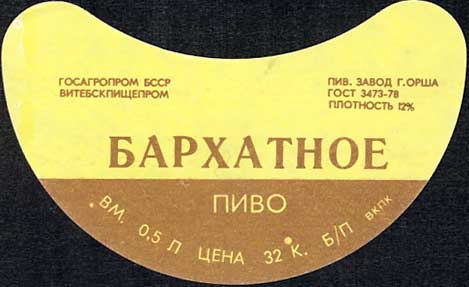 ГОСАГРОПРОМ БССР
ВИТЕБСКПИЩЕПРОМ
ПИВ. ЗАВОД Г.ОРША
ГОСТ 3473-78
ПЛОТНОСТЬ 12%
БАРХАТНОЕ
ПИВО
ВМ. 0,5 Л ЦЕНА 32 К. Б/П ВКПК